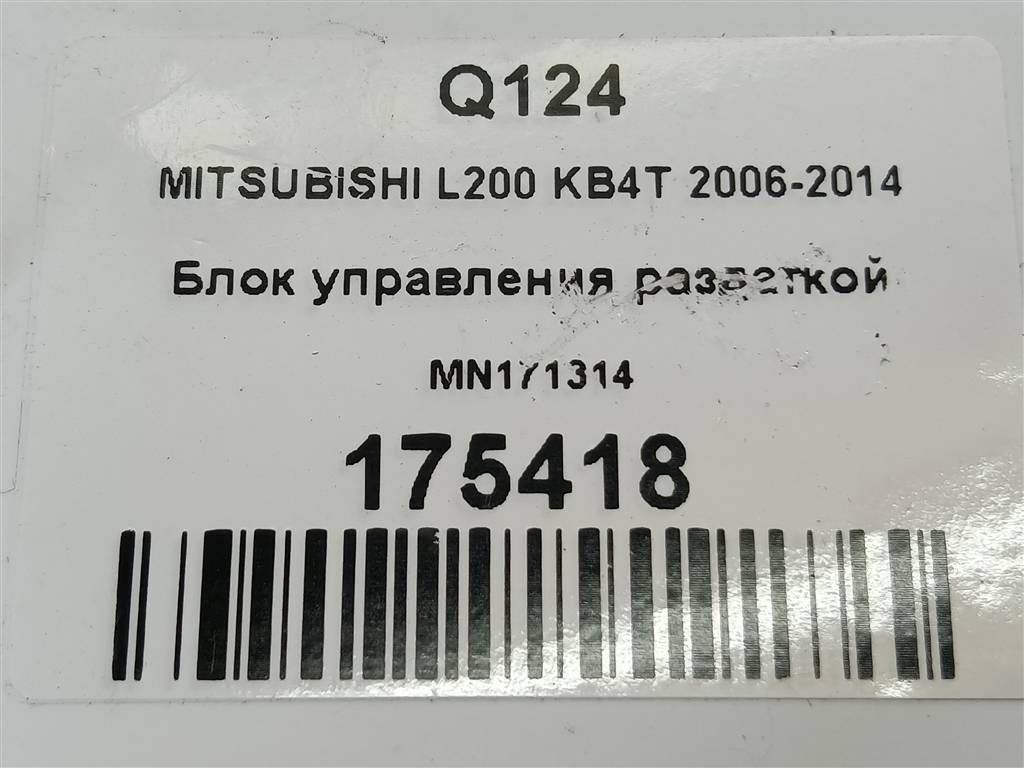 Q124
MITSUBISHI L200 KB4T 2006-2014
Блок управления раздаткой
MN171314
175418